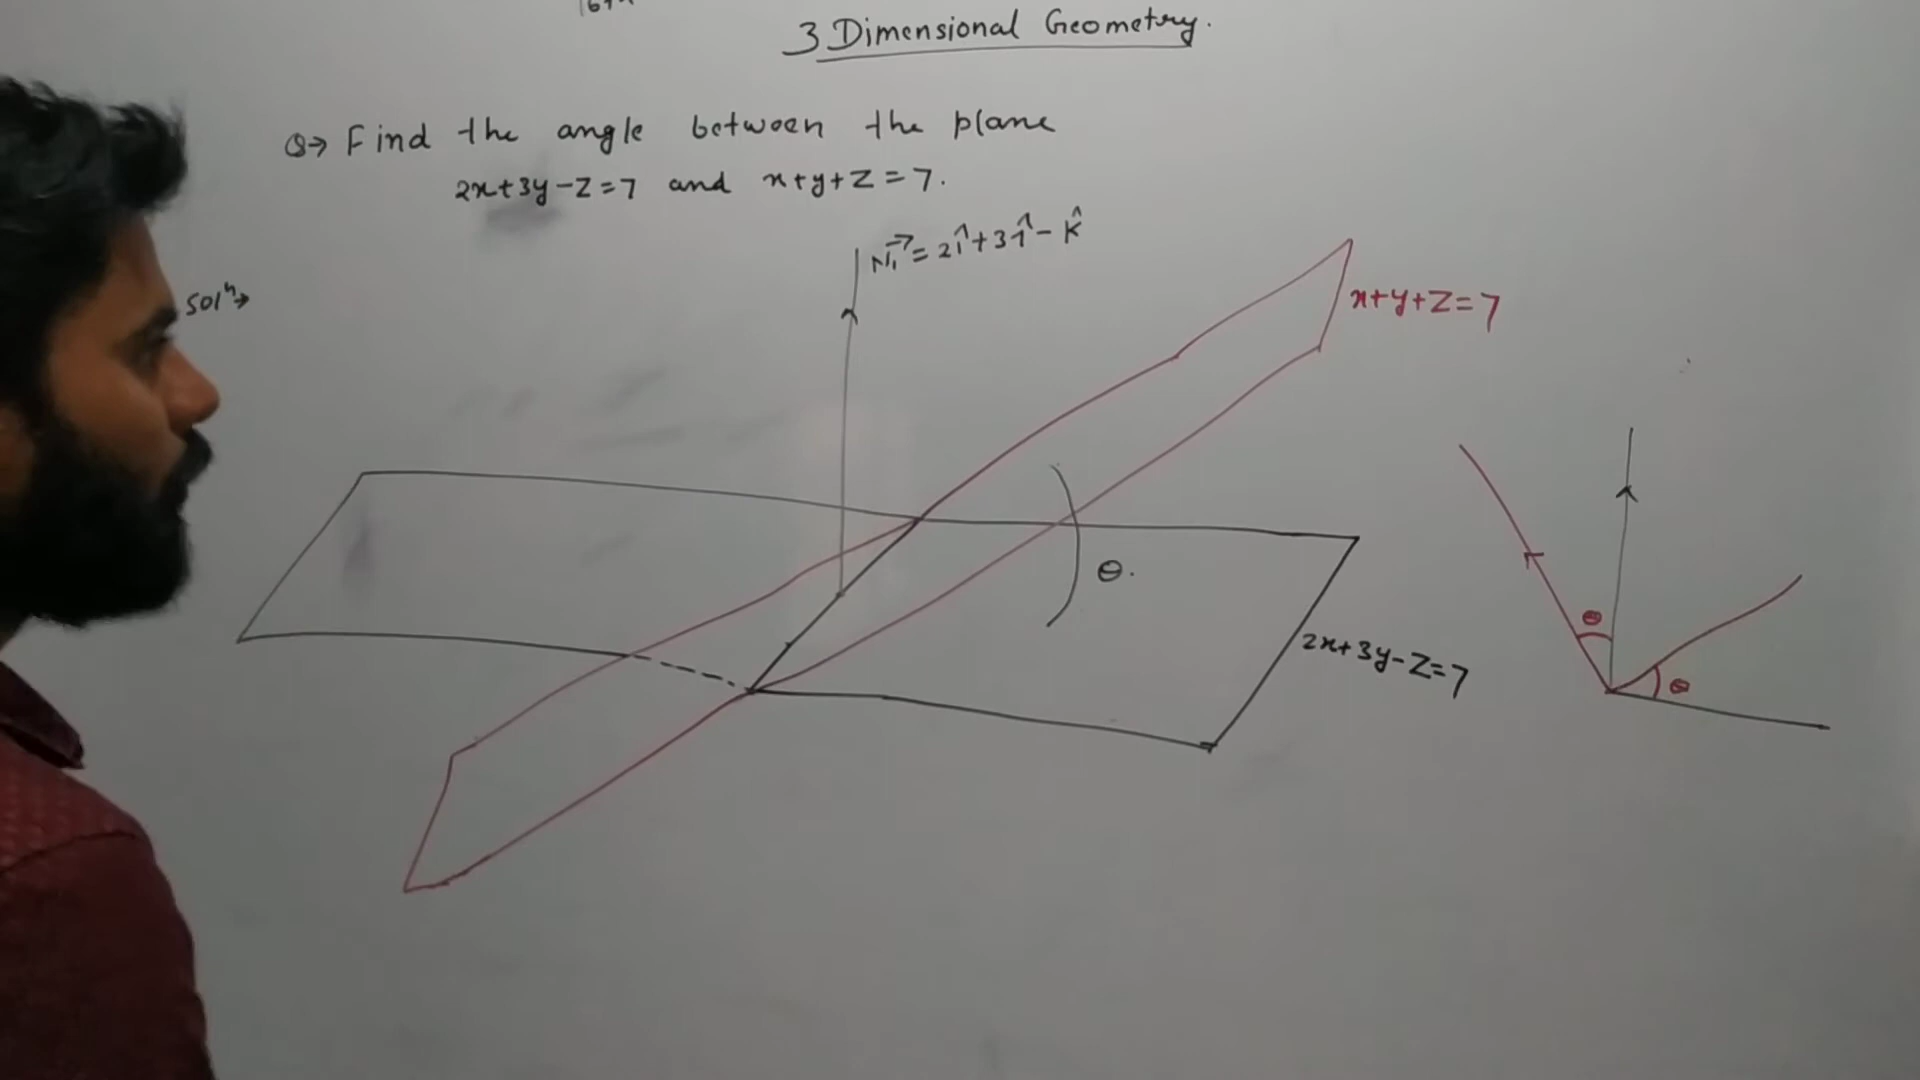 3 Dimensional Geometry.
Q→ Find the angle between the plane
2x+3y-z=7 and x+y+z=7.
N₁⃗ = 2î+3ĵ-k̂
Solⁿ→
x+y+z=7
θ.
2x+3y-z=7
θ
θ